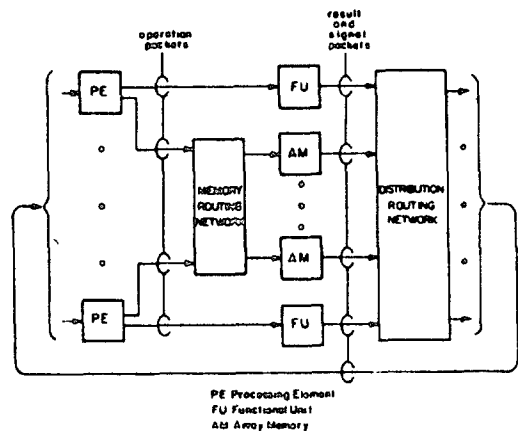 operation
packets
result
and
signal
packets
PE
FU
AM
MEMORY
ROUTING
NETWORK
DISTRIBUTION
ROUTING
NETWORK
AM
PE
FU
PE Processing Element
FU Functional Unit
AM Array Memory